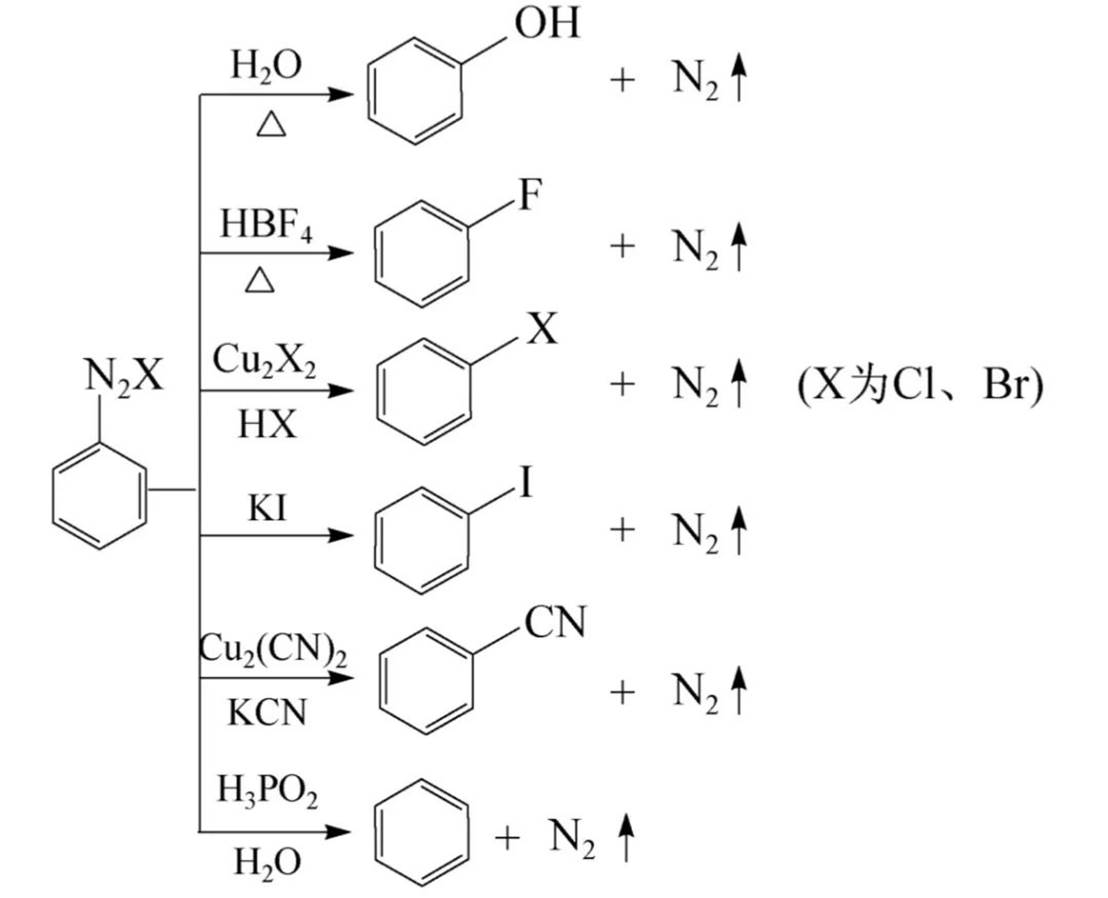 H₂O
△
OH
+ N₂↑
HBF₄
△
F
+ N₂↑
N₂X
Cu₂X₂
HX
X
+ N₂↑ (X为Cl、Br)
KI
I
+ N₂↑
Cu₂(CN)₂
KCN
CN
+ N₂↑
H₃PO₂
H₂O
+ N₂↑